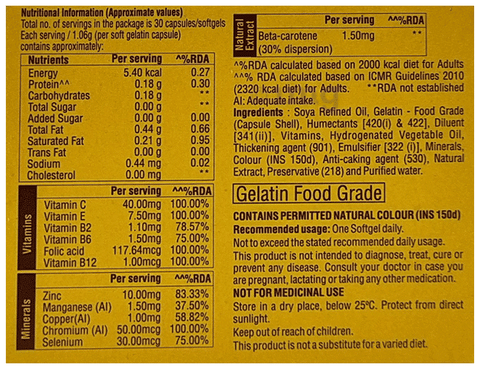 Nutritional Information (Approximate values)
Total no. of servings in the package is 30 capsules/softgels
Each serving / 1.06g (per soft gelatin capsule)
contains approximately:
Nutrients Per serving ^%RDA
Energy 5.40 kcal 0.27
Protein^^ 0.18 g 0.30
Carbohydrates 0.18 g **
Total Sugar 0.00 g **
Added Sugar 0.00 g 0.00
Total Fat 0.44 g 0.66
Saturated Fat 0.21 g 0.95
Trans Fat 0.00 g 0.00
Sodium 0.44 mg 0.02
Cholesterol 0.00 mg **
Vitamins
Per serving ^^%RDA
Vitamin C 40.00mg 100.00%
Vitamin E 7.50mg 100.00%
Vitamin B2 1.10mg 78.57%
Vitamin B6 1.50mg 75.00%
Folic acid 117.64mcg 100.00%
Vitamin B12 1.00mcg 100.00%
Minerals
Per serving ^^%RDA
Zinc 10.00mg 83.33%
Manganese (AI) 1.50mg 37.50%
Copper(AI) 1.00mg 58.82%
Chromium (AI) 50.00mcg 100.00%
Selenium 30.00mcg 75.00%
Natural
Extract
Per serving ^^%RDA
Beta-carotene 1.50mg **
(30% dispersion)
^%RDA calculated based on 2000 kcal diet for Adults
^^% RDA calculated based on ICMR Guidelines 2010
(2320 kcal diet) for Adults. **RDA not established
AI: Adequate intake.
Ingredients : Soya Refined Oil, Gelatin - Food Grade
(Capsule Shell), Humectants [420(i) & 422], Diluent
[341(ii)], Vitamins, Hydrogenated Vegetable Oil,
Thickening agent (901), Emulsifier [322 (i)], Minerals,
Colour (INS 150d), Anti-caking agent (530), Natural
Extract, Preservative (218) and Purified water.
Gelatin Food Grade
CONTAINS PERMITTED NATURAL COLOUR (INS 150d)
Recommended usage: One Softgel daily.
Not to exceed the stated recommended daily usage.
This product is not intended to diagnose, treat, cure or
prevent any disease. Consult your doctor in case you
are pregnant, lactating or taking any other medication.
NOT FOR MEDICINAL USE
Store in a dry place, below 25°C. Protect from direct
sunlight.
Keep out of reach of children.
This product is not a substitute for a varied diet.